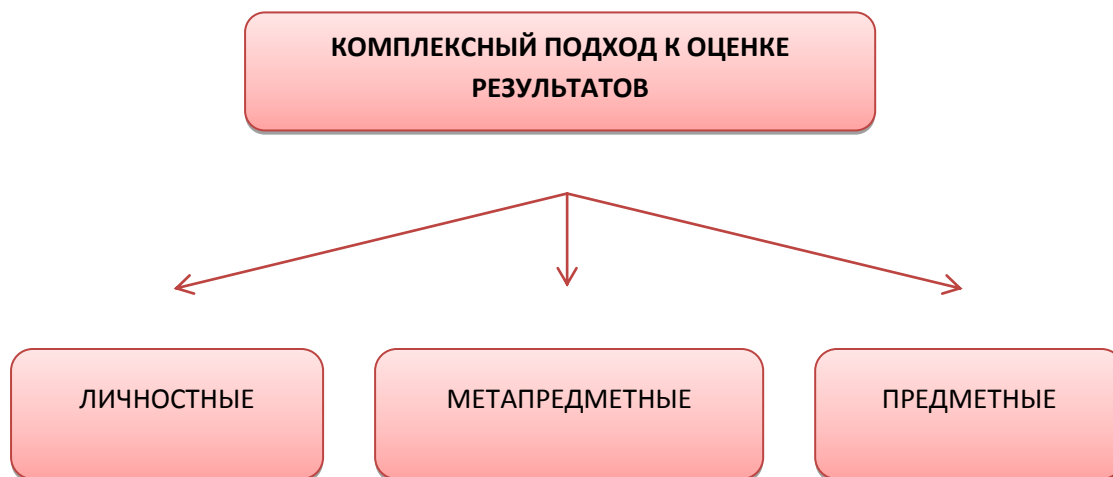 КОМПЛЕКСНЫЙ ПОДХОД К ОЦЕНКЕ
РЕЗУЛЬТАТОВ
ЛИЧНОСТНЫЕ
МЕТАПРЕДМЕТНЫЕ
ПРЕДМЕТНЫЕ